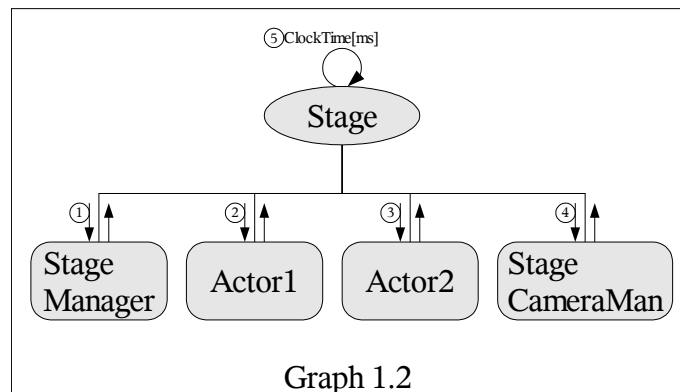 ⑤ClockTime[ms]
Stage
① ② ③ ④
Stage
Manager
Actor1
Actor2
Stage
CameraMan
Graph 1.2